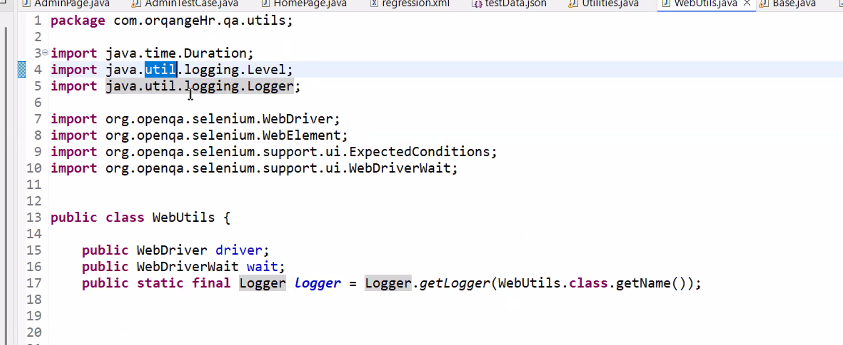 AdminPage.java AdminTestCase.java HomePage.java regression.xml testData.json Utilities.java WebUtils.java Base.java
1 package com.orqangeHr.qa.utils;
2
3 import java.time.Duration;
4 import java.util.logging.Level;
5 import java.util.logging.Logger;
6
7 import org.openqa.selenium.WebDriver;
8 import org.openqa.selenium.WebElement;
9 import org.openqa.selenium.support.ui.ExpectedConditions;
10 import org.openqa.selenium.support.ui.WebDriverWait;
11
12
13 public class WebUtils {
14
15 public WebDriver driver;
16 public WebDriverWait wait;
17 public static final Logger logger = Logger.getLogger(WebUtils.class.getName());
18
19
20